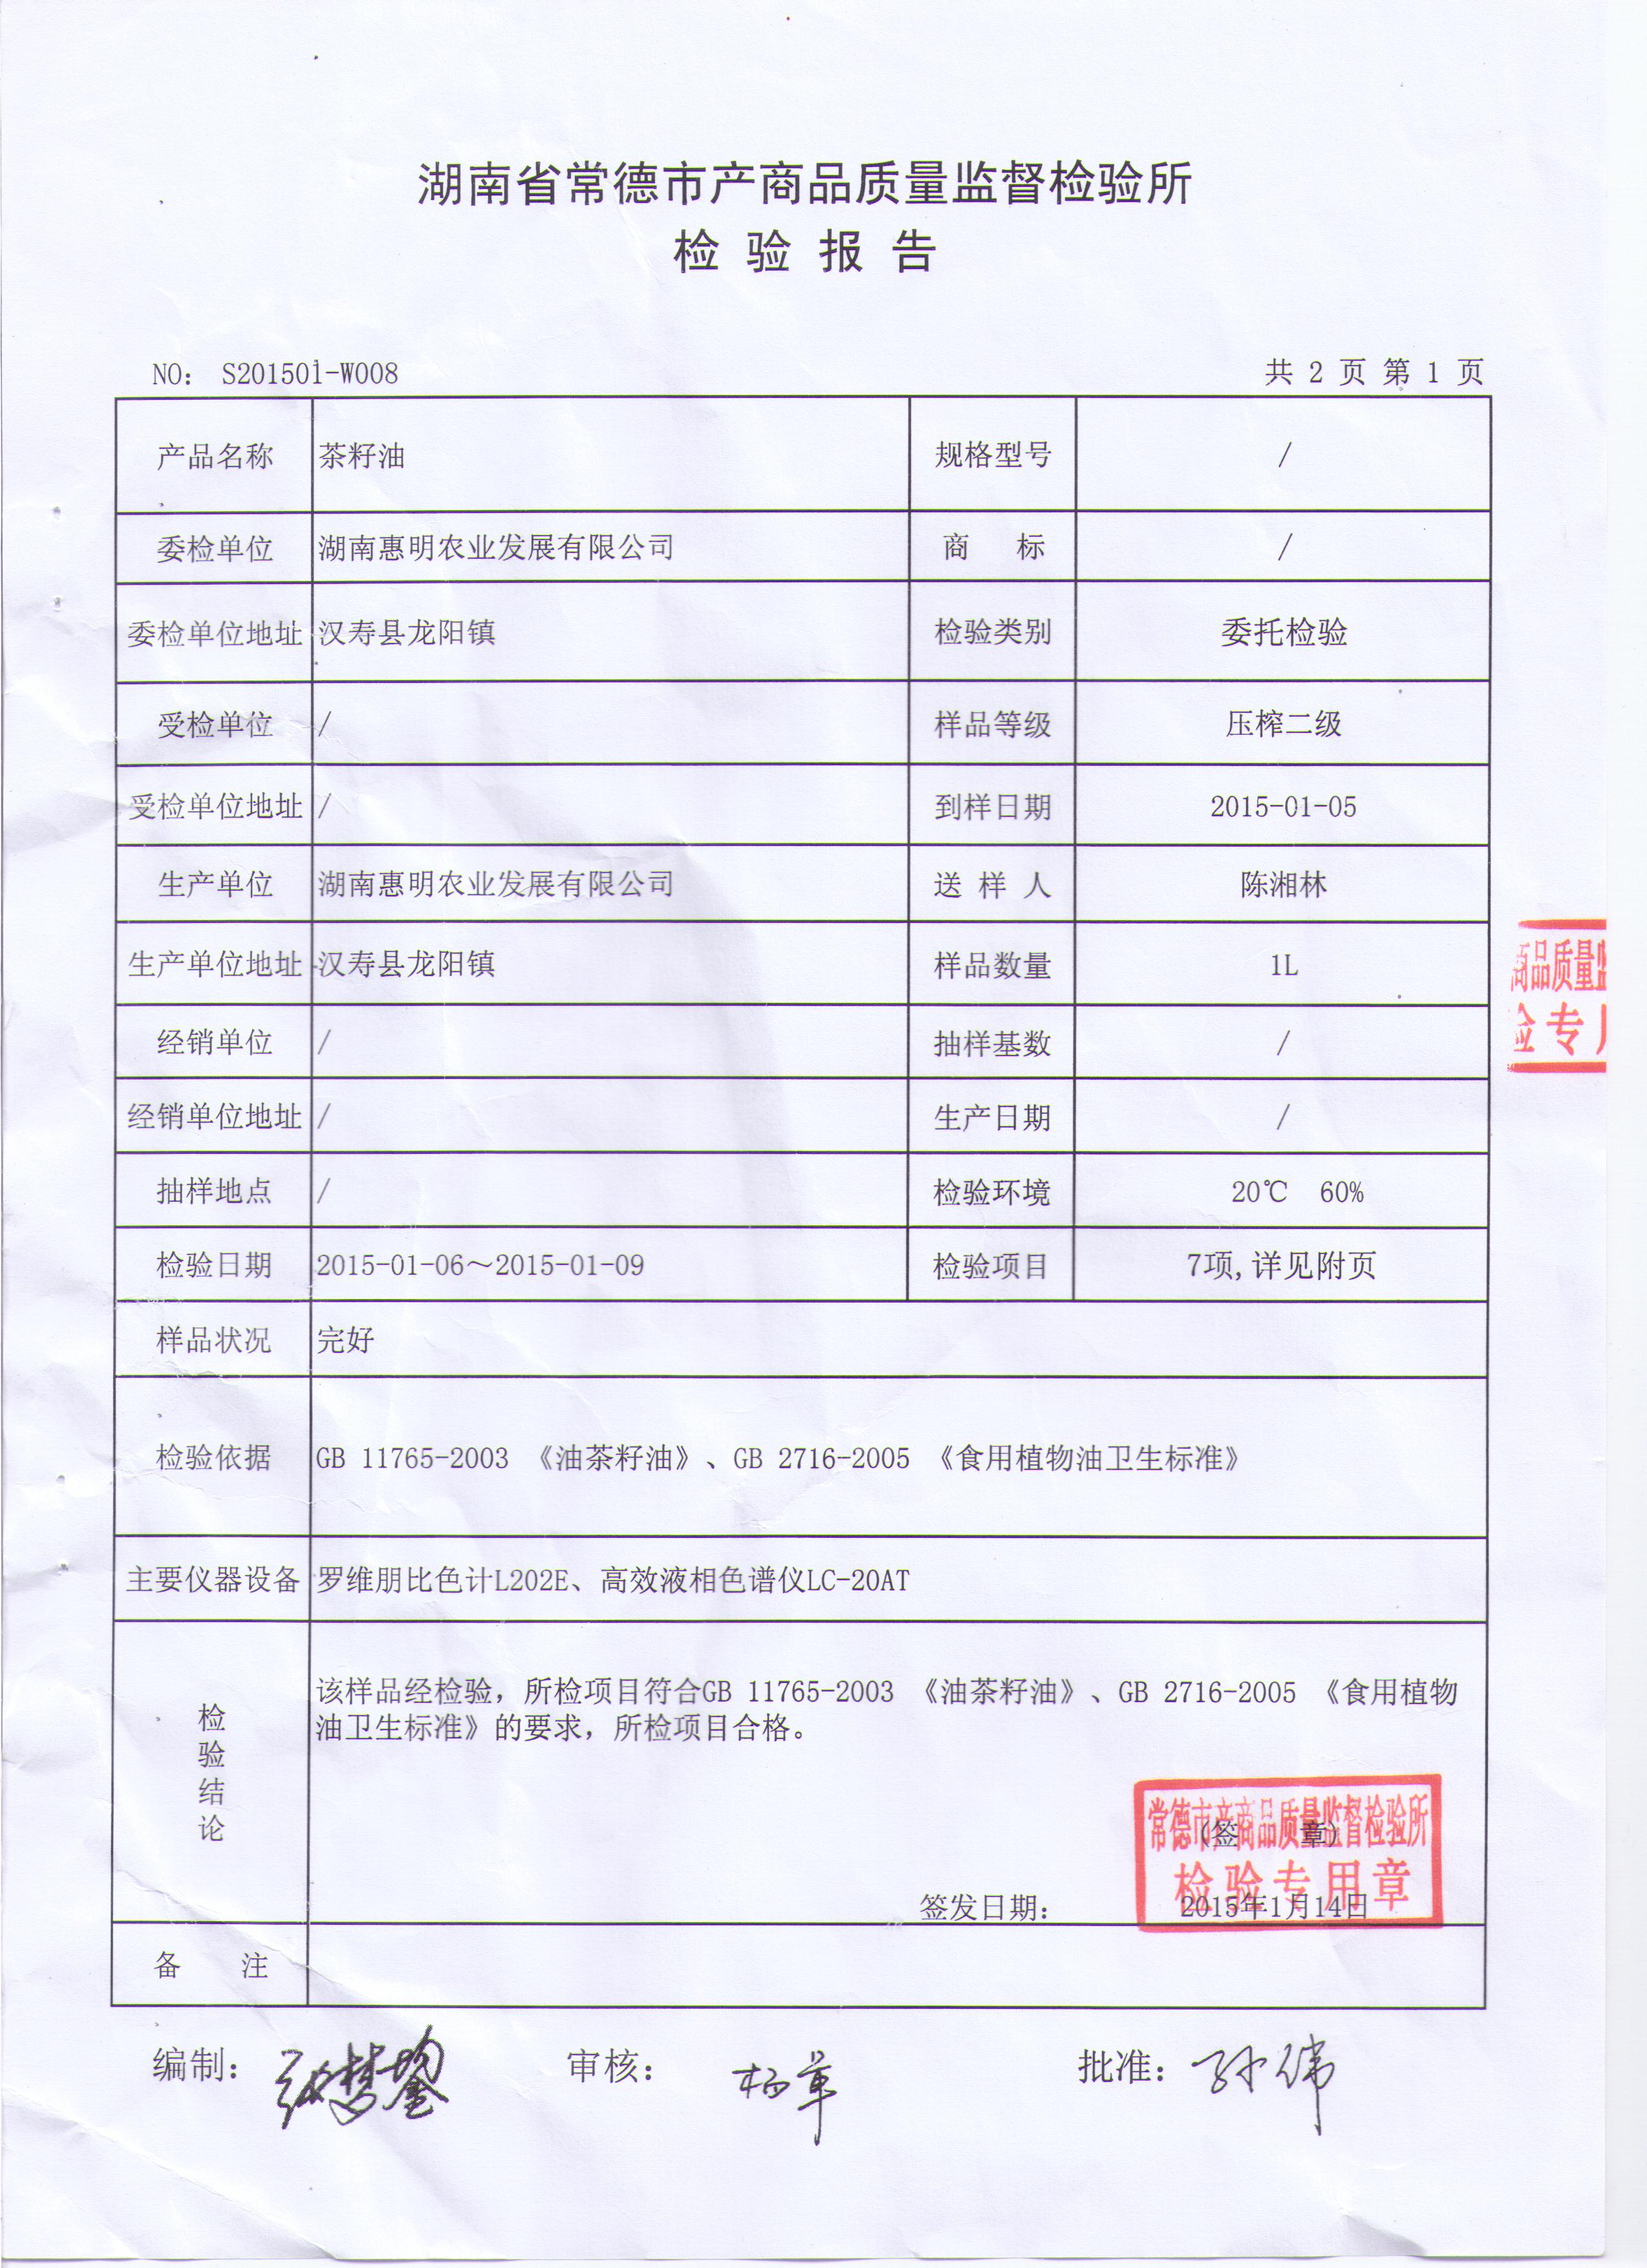 湖南省常德市产商品质量监督检验所
检 验 报 告
NO: S201501-W008 共 2 页 第 1 页
产品名称 茶籽油 规格型号 /
委检单位 湖南惠明农业发展有限公司 商 标 /
委检单位地址 汉寿县龙阳镇 检验类别 委托检验
受检单位 / 样品等级 压榨二级
受检单位地址 / 到样日期 2015-01-05
生产单位 湖南惠明农业发展有限公司 送 样 人 陈湘林
生产单位地址 汉寿县龙阳镇 样品数量 1L
商品质量监
验专用
经销单位 / 抽样基数 /
经销单位地址 / 生产日期 /
抽样地点 / 检验环境 20℃ 60%
检验日期 2015-01-06～2015-01-09 检验项目 7项,详见附页
样品状况 完好
检验依据 GB 11765-2003 《油茶籽油》、GB 2716-2005 《食用植物油卫生标准》
主要仪器设备 罗维朋比色计L202E、高效液相色谱仪LC-20AT
检验结论
该样品经检验，所检项目符合GB 11765-2003 《油茶籽油》、GB 2716-2005 《食用植物
油卫生标准》的要求，所检项目合格。
常德市产商品质量监督检验所
(签 章)
检验专用章
签发日期: 2015年1月14日
备 注
编制: 审核: 批准: 孙伟